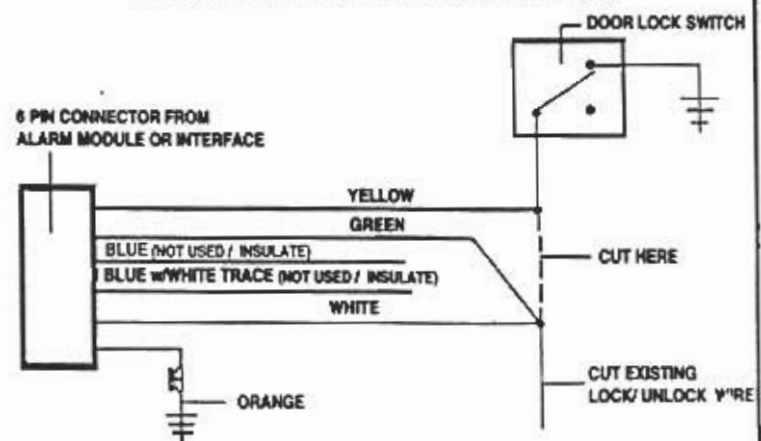 DOOR LOCK SWITCH
6 PIN CONNECTOR FROM
ALARM MODULE OR INTERFACE
YELLOW
GREEN
BLUE (NOT USED / INSULATE)
BLUE w/WHITE TRACE (NOT USED / INSULATE)
WHITE
CUT HERE
ORANGE
CUT EXISTING
LOCK/ UNLOCK WIRE